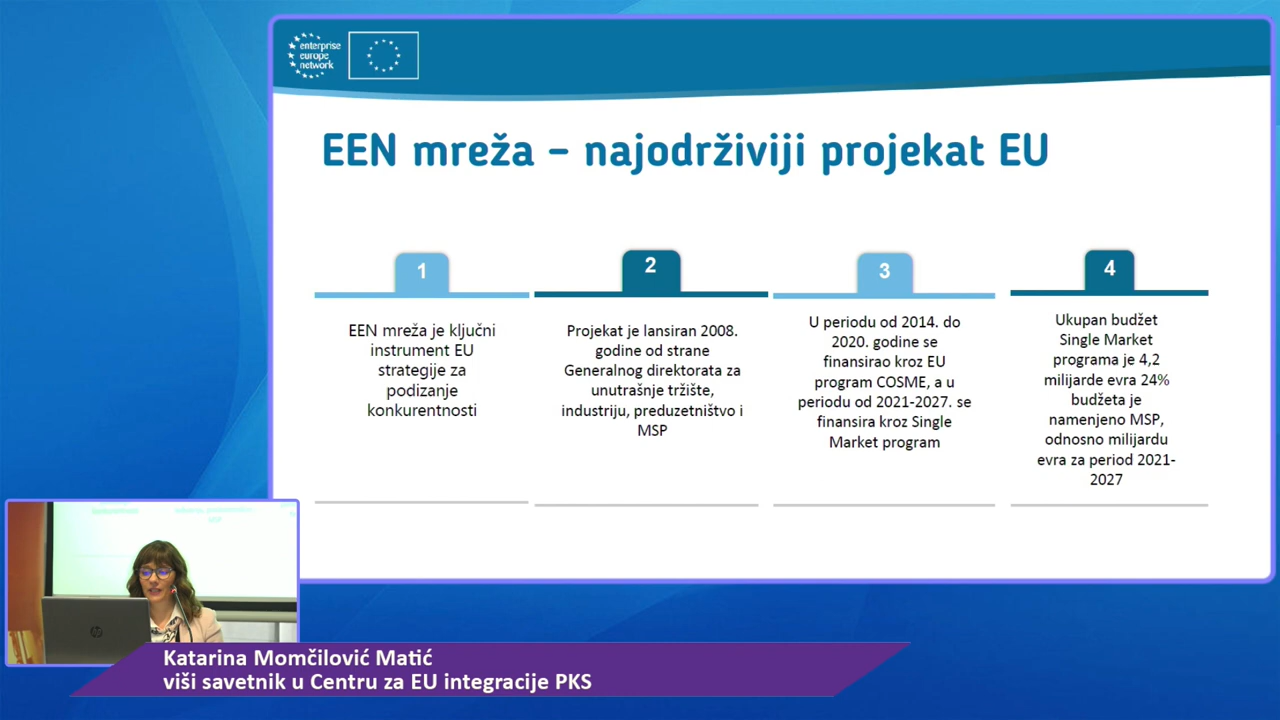 enterprise
europe
network
EEN mreža – najodrživiji projekat EU
1
EEN mreža je ključni
instrument EU
strategije za
podizanje
konkurentnosti
2
Projekat je lansiran 2008.
godine od strane
Generalnog direktorata za
unutrašnje tržište,
industriju, preduzetništvo i
MSP
3
U periodu od 2014. do
2020. godine se
finansirao kroz EU
program COSME, a u
periodu od 2021-2027. se
finansira kroz Single
Market program
4
Ukupan budžet
Single Market
programa je 4,2
milijarde evra 24%
budžeta je
namenjeno MSP,
odnosno milijardu
evra za period 2021-
2027
hp
Katarina Momčilović Matić
viši savetnik u Centru za EU integracije PKS